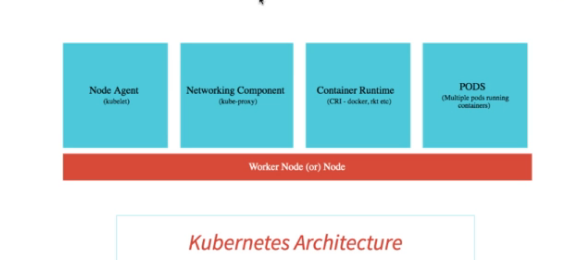 Node Agent
(kubelet)
Networking Component
(kube-proxy)
Container Runtime
(CRI - docker, rkt etc)
PODS
(Multiple pods running
containers)
Worker Node (or) Node
Kubernetes Architecture